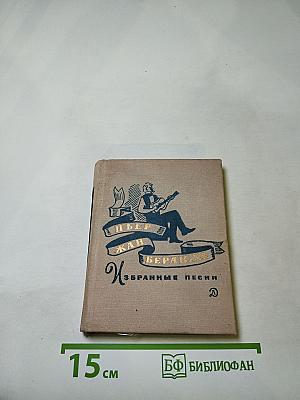 ПЬЕР
ЖАН
БЕРАНЖЕ
ИЗБРАННЫЕ ПЕСНИ
Д
15 см
БФ БИБЛИОФАН